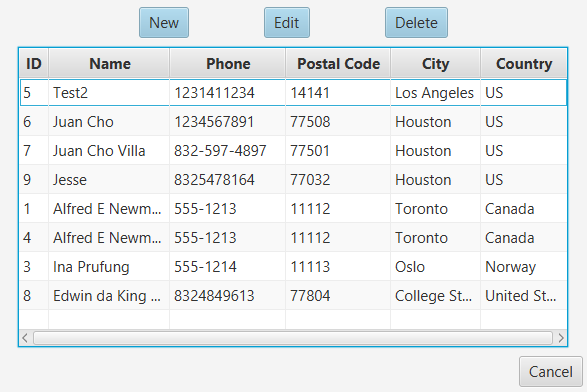 New Edit Delete
ID Name Phone Postal Code City Country
5 Test2 1231411234 14141 Los Angeles US
6 Juan Cho 1234567891 77508 Houston US
7 Juan Cho Villa 832-597-4897 77501 Houston US
9 Jesse 8325478164 77032 Houston US
1 Alfred E Newm... 555-1213 11112 Toronto Canada
4 Alfred E Newm... 555-1213 11112 Toronto Canada
3 Ina Prufung 555-1214 11113 Oslo Norway
8 Edwin da King ... 8324849613 77804 College St... United St...
Cancel